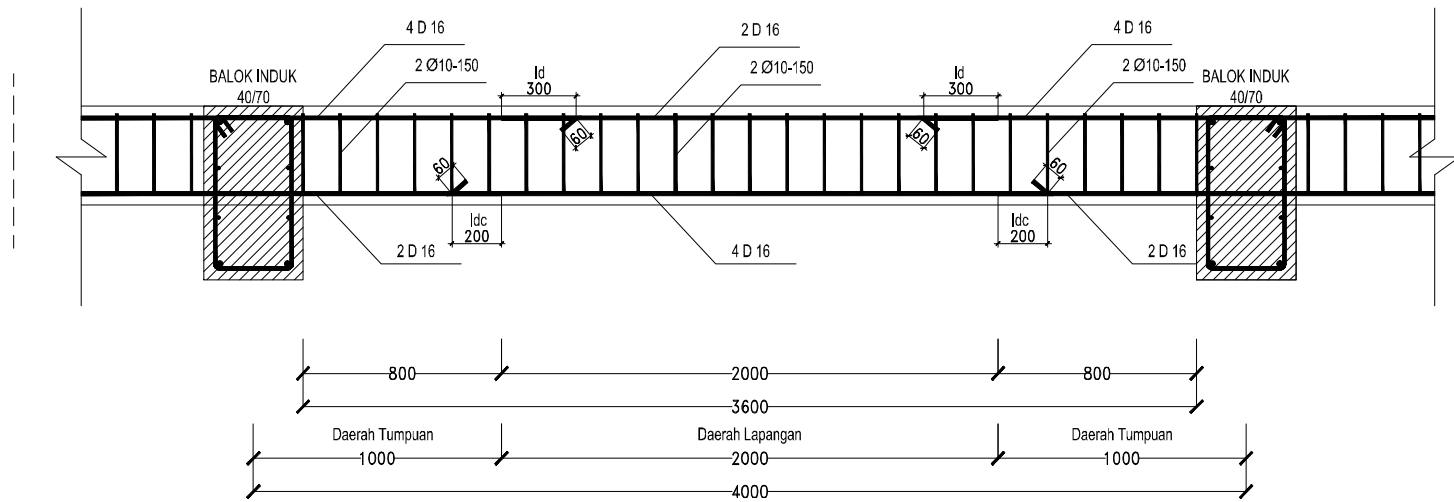 4 D 16
2 D 16
4 D 16
2 Ø10-150
ld
2 Ø10-150
ld
2 Ø10-150
BALOK INDUK
40/70
300
300
BALOK INDUK
40/70
60
60
60
60
ldc
200
ldc
200
2 D 16
4 D 16
2 D 16
800
2000
800
3600
Daerah Tumpuan
Daerah Lapangan
Daerah Tumpuan
1000
2000
1000
4000